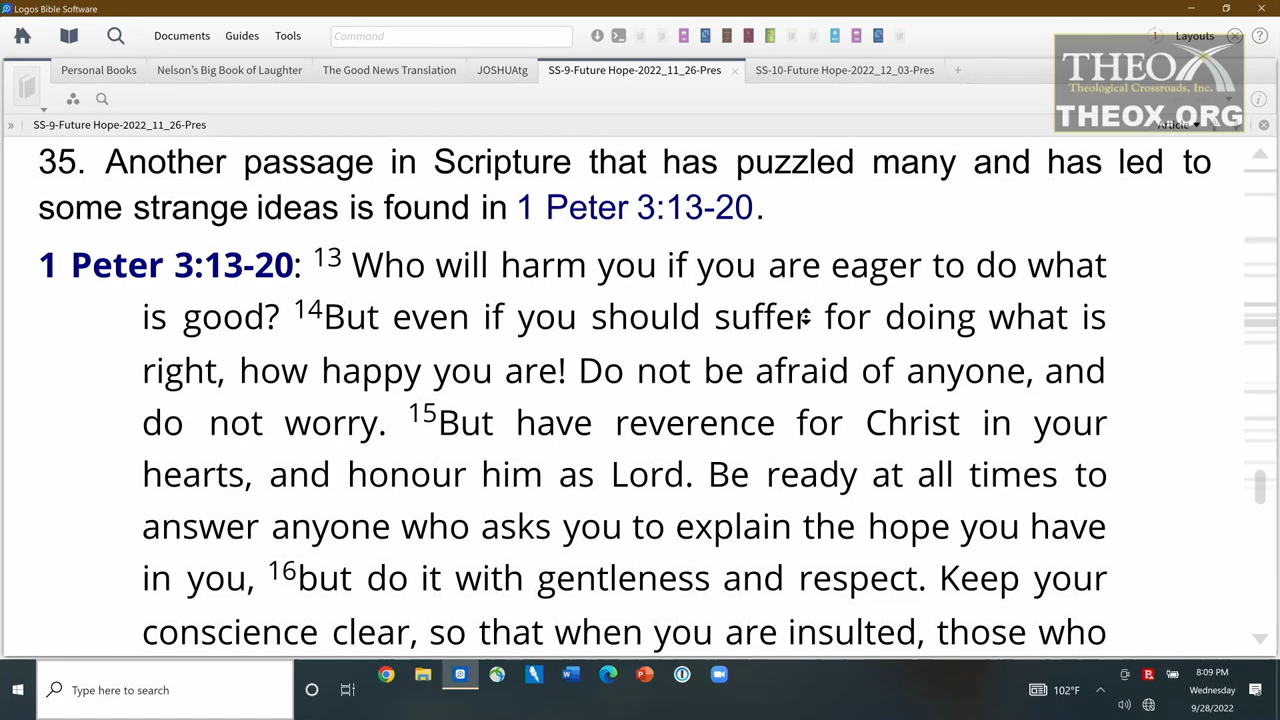 Logos Bible Software
Documents Guides Tools Command Layouts
Personal Books Nelson's Big Book of Laughter The Good News Translation JOSHUAtg SS-9-Future Hope-2022_11_26-Pres SS-10-Future Hope-2022_12_03-Pres
THEOX
Theological Crossroads, Inc.
THEOX.ORG
SS-9-Future Hope-2022_11_26-Pres Article
35. Another passage in Scripture that has puzzled many and has led to
some strange ideas is found in 1 Peter 3:13-20.
1 Peter 3:13-20: 13 Who will harm you if you are eager to do what
is good? 14But even if you should suffer for doing what is
right, how happy you are! Do not be afraid of anyone, and
do not worry. 15But have reverence for Christ in your
hearts, and honour him as Lord. Be ready at all times to
answer anyone who asks you to explain the hope you have
in you, 16but do it with gentleness and respect. Keep your
conscience clear, so that when you are insulted, those who
Type here to search
102°F
8:09 PM
Wednesday
9/28/2022